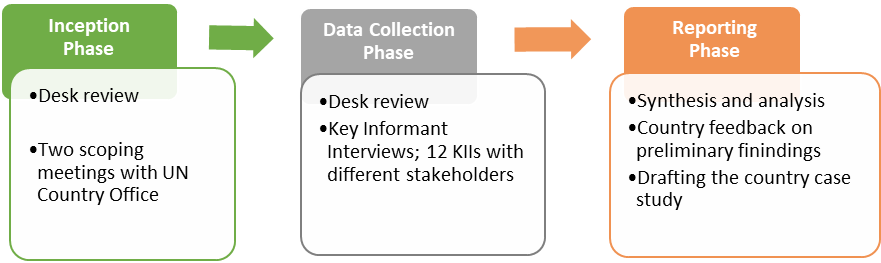 Inception
Phase
•Desk review
•Two scoping
meetings with UN
Country Office
Data Collection
Phase
•Desk review
•Key Informant
Interviews; 12 KIIs with
different stakeholders
Reporting
Phase
•Synthesis and analysis
•Country feedback on
preliminary finindings
•Drafting the country case
study